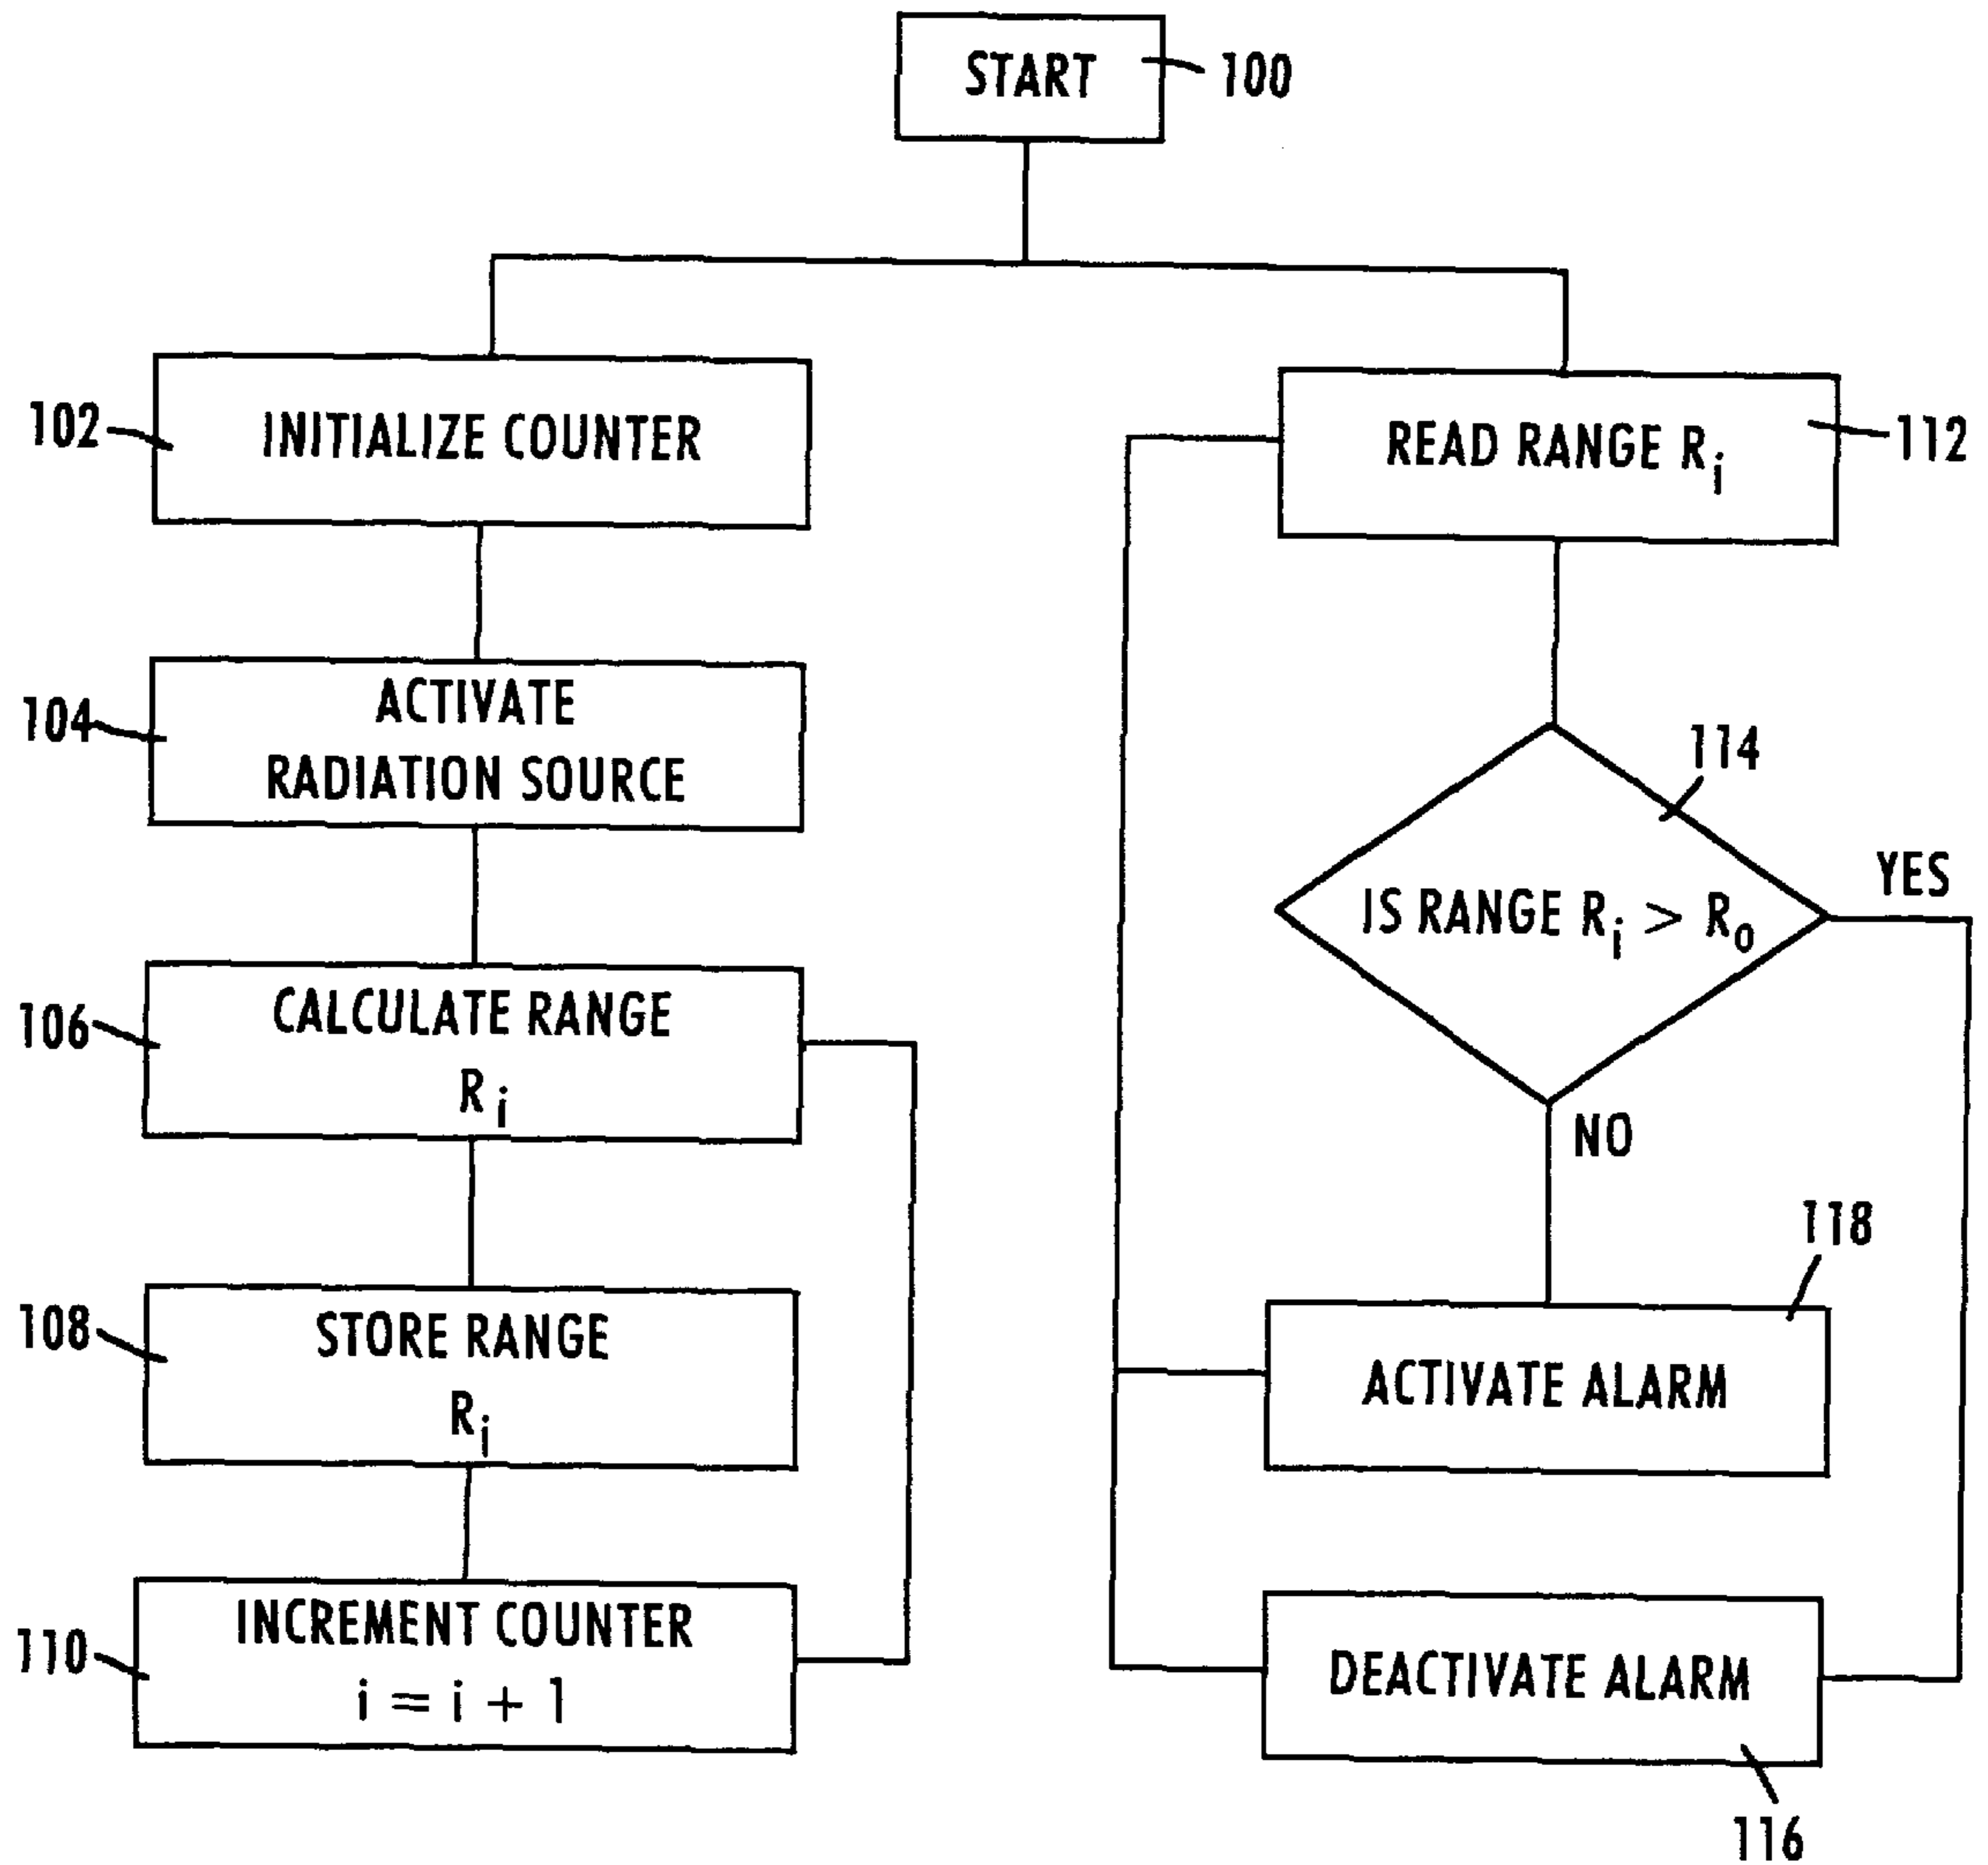 START
100
102
INITIALIZE COUNTER
104
ACTIVATE
RADIATION SOURCE
106
CALCULATE RANGE
Ri
108
STORE RANGE
Ri
110
INCREMENT COUNTER
i = i + 1
READ RANGE Ri
112
114
IS RANGE Ri > Ro
YES
NO
118
ACTIVATE ALARM
DEACTIVATE ALARM
116